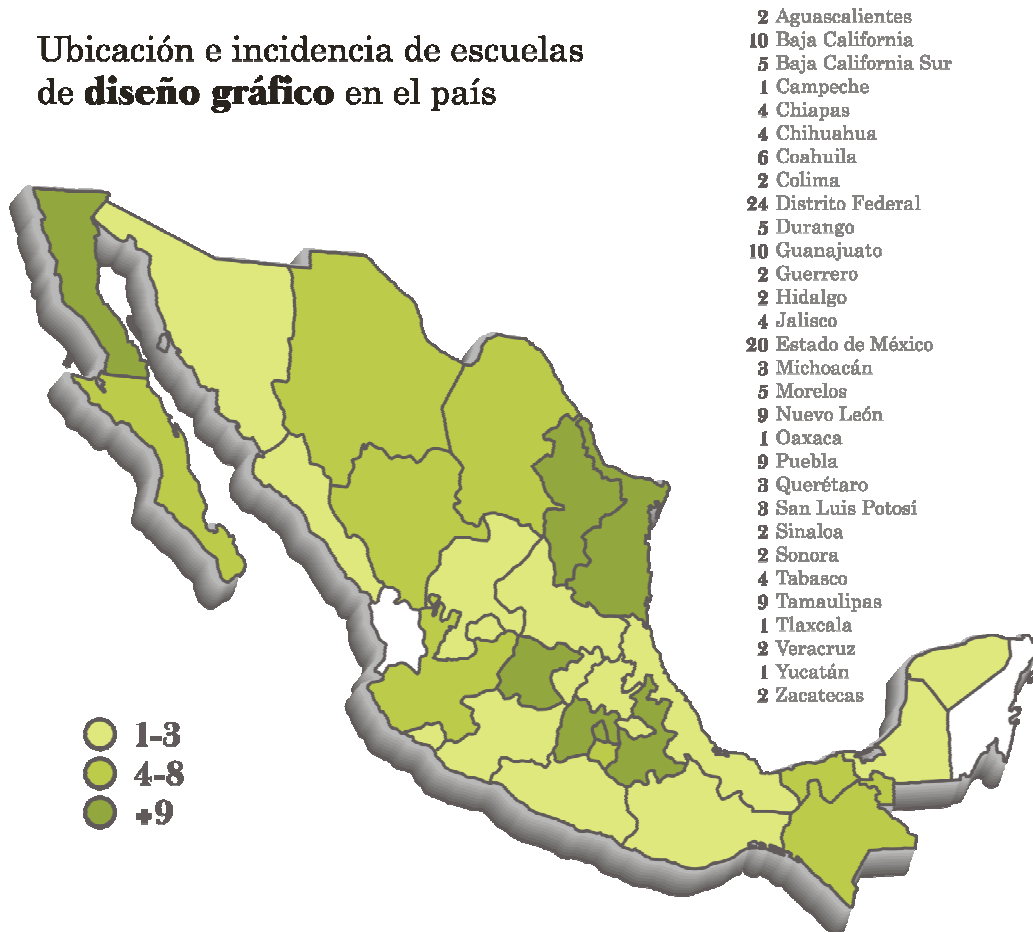 Ubicación e incidencia de escuelas
de diseño gráfico en el país
2 Aguascalientes
10 Baja California
5 Baja California Sur
1 Campeche
4 Chiapas
4 Chihuahua
6 Coahuila
2 Colima
24 Distrito Federal
5 Durango
10 Guanajuato
2 Guerrero
2 Hidalgo
4 Jalisco
20 Estado de México
3 Michoacán
5 Morelos
9 Nuevo León
1 Oaxaca
9 Puebla
3 Querétaro
3 San Luis Potosí
2 Sinaloa
2 Sonora
4 Tabasco
9 Tamaulipas
1 Tlaxcala
2 Veracruz
1 Yucatán
2 Zacatecas
1-3
4-8
+9